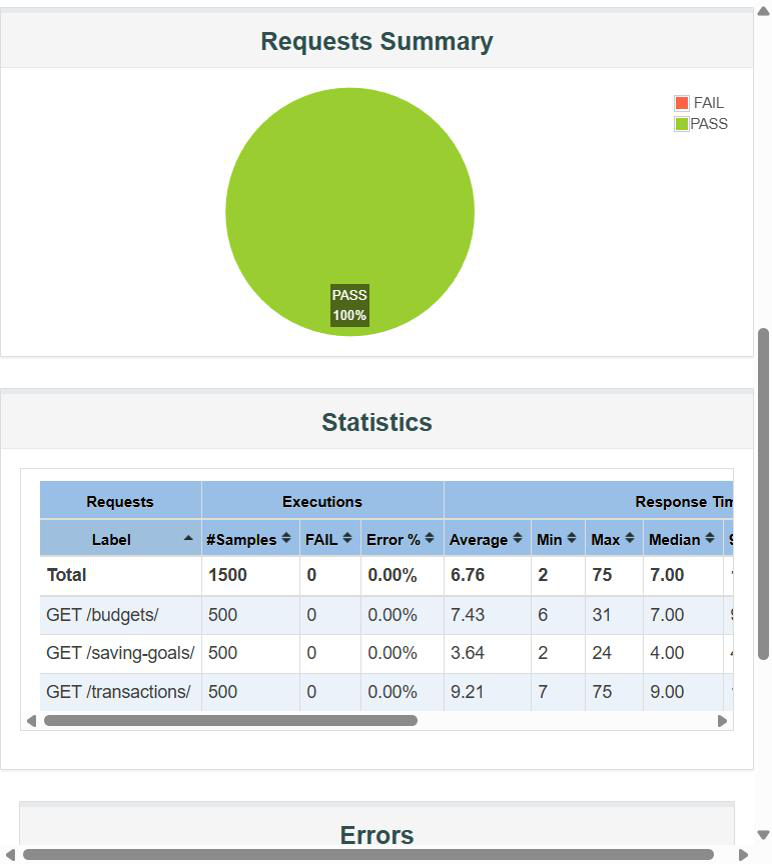 Requests Summary
FAIL
PASS
PASS
100%
Statistics
Requests Executions Response
Label #Samples FAIL Error % Average Min Max Median
Total 1500 0 0.00% 6.76 2 75 7.00
GET /budgets/ 500 0 0.00% 7.43 6 31 7.00
GET /saving-goals/ 500 0 0.00% 3.64 2 24 4.00
GET /transactions/ 500 0 0.00% 9.21 7 75 9.00
Errors